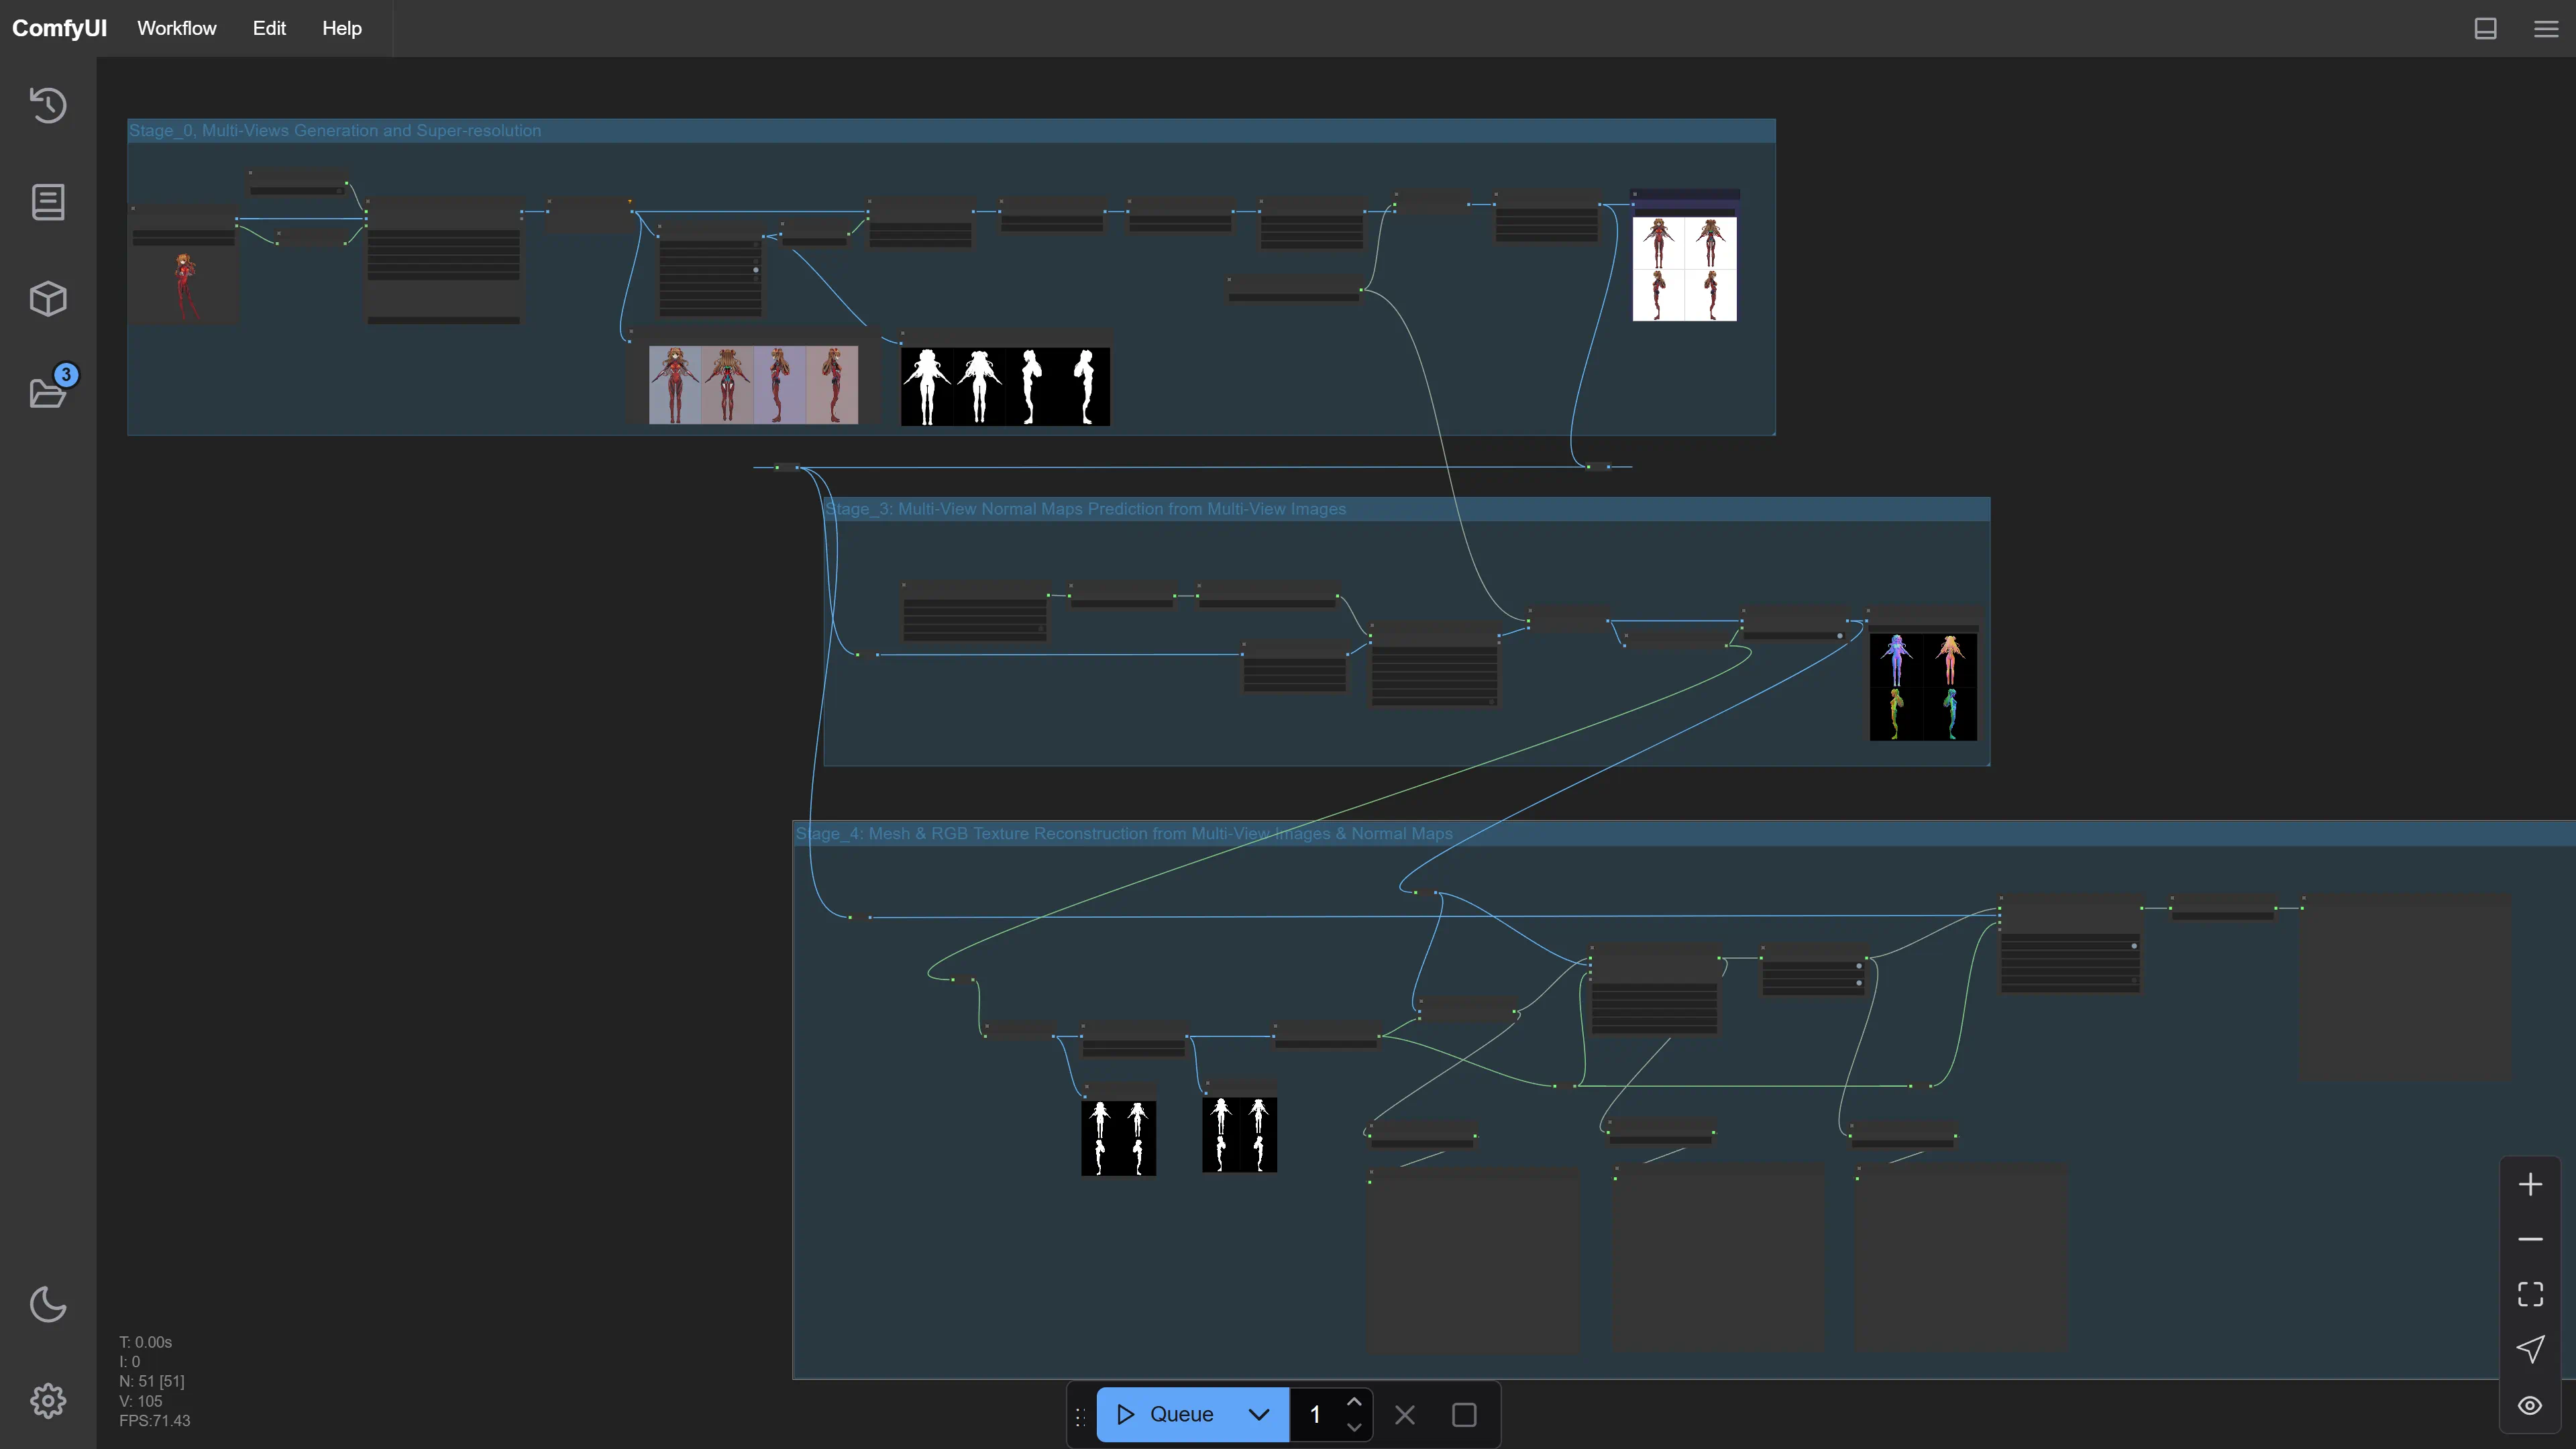 ComfyUI
Workflow
Edit
Help
Stage_0, Multi-Views Generation and Super-resolution
3
Stage_3: Multi-View Normal Maps Prediction from Multi-View Images
Stage_4: Mesh & RGB Texture Reconstruction from Multi-View Images & Normal Maps
T: 0.00s
I: 0
N: 51 [51]
V: 105
FPS:71.43
Queue
1